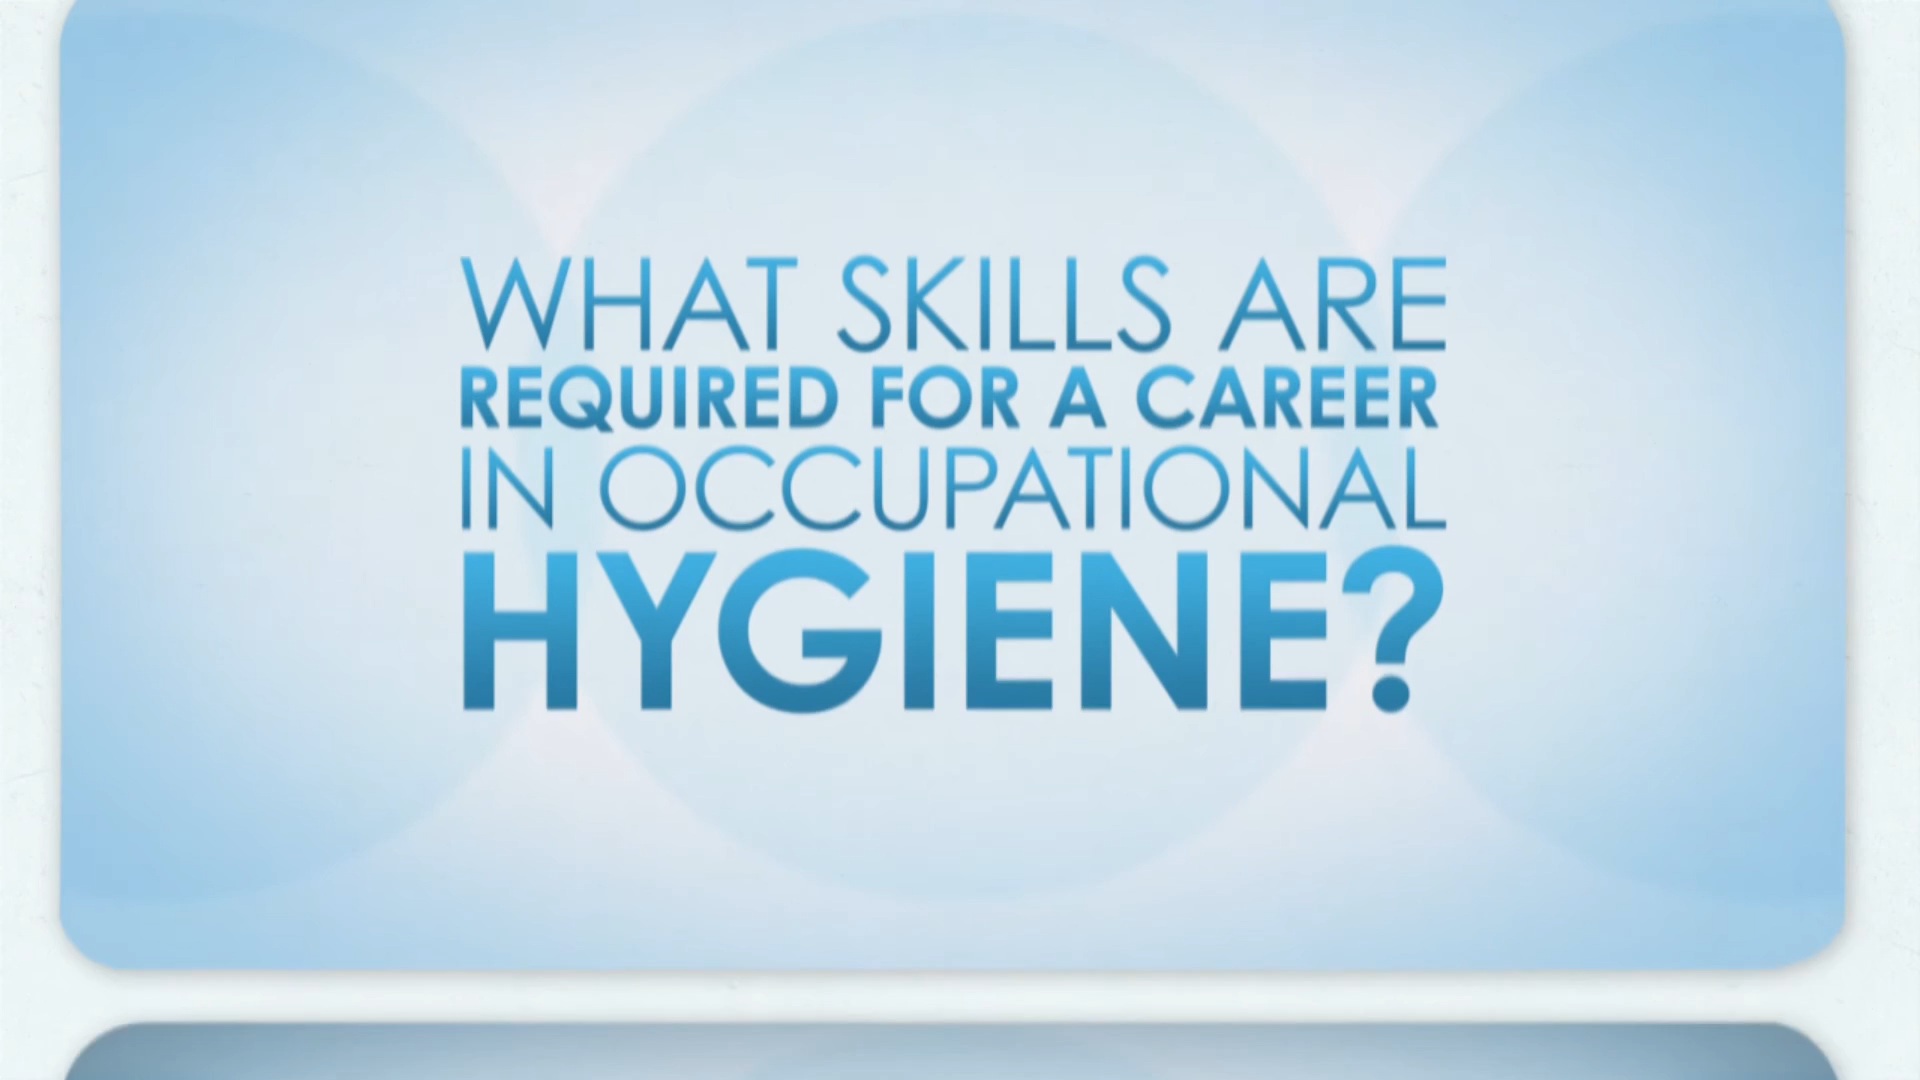 WHAT SKILLS ARE
REQUIRED FOR A CAREER
IN OCCUPATIONAL
HYGIENE?